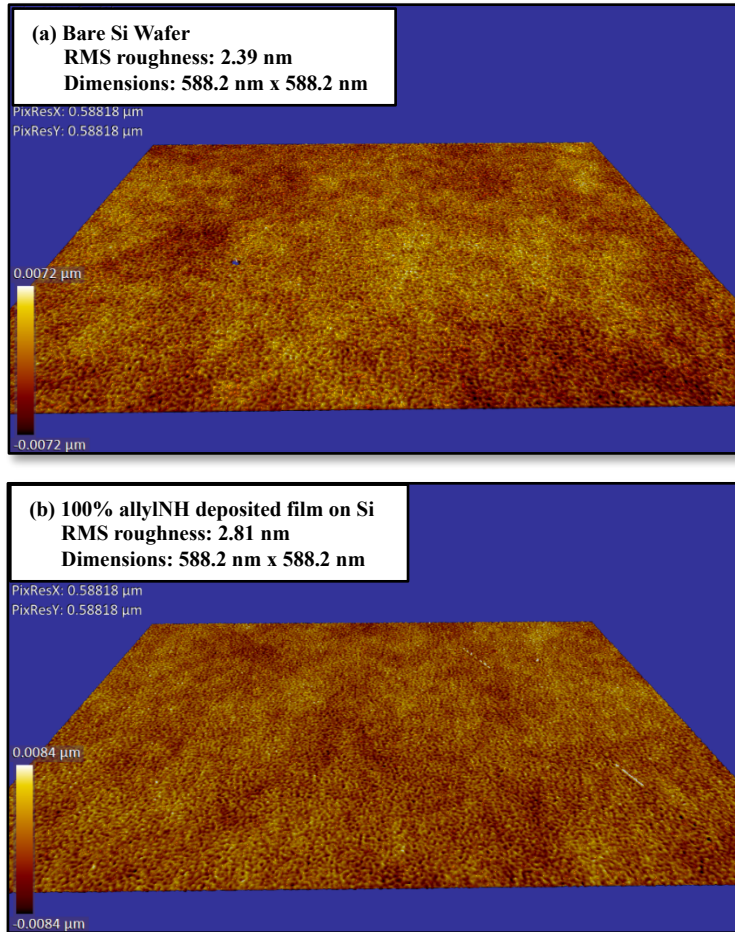 (a) Bare Si Wafer
RMS roughness: 2.39 nm
Dimensions: 588.2 nm x 588.2 nm
PixResX: 0.58818 µm
PixResY: 0.58818 µm
0.0072 µm
-0.0072 µm
(b) 100% allylNH deposited film on Si
RMS roughness: 2.81 nm
Dimensions: 588.2 nm x 588.2 nm
PixResX: 0.58818 µm
PixResY: 0.58818 µm
0.0084 µm
-0.0084 µm